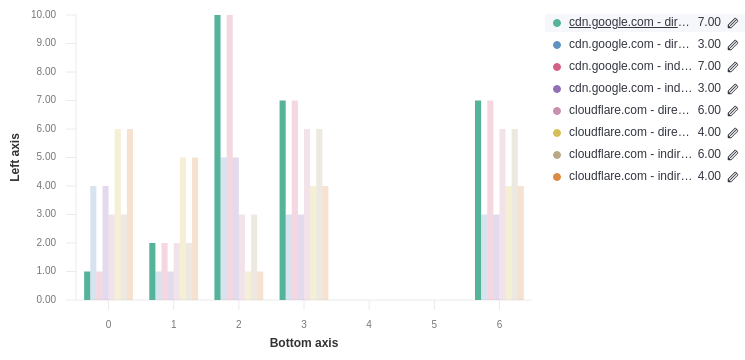 10.00
9.00
8.00
7.00
6.00
5.00
4.00
3.00
2.00
1.00
0.00
Left axis
0 1 2 3 4 5 6
Bottom axis
cdn.google.com - dir… 7.00
cdn.google.com - dir… 3.00
cdn.google.com - ind… 7.00
cdn.google.com - ind… 3.00
cloudflare.com - dire… 6.00
cloudflare.com - dire… 4.00
cloudflare.com - indir… 6.00
cloudflare.com - indir… 4.00